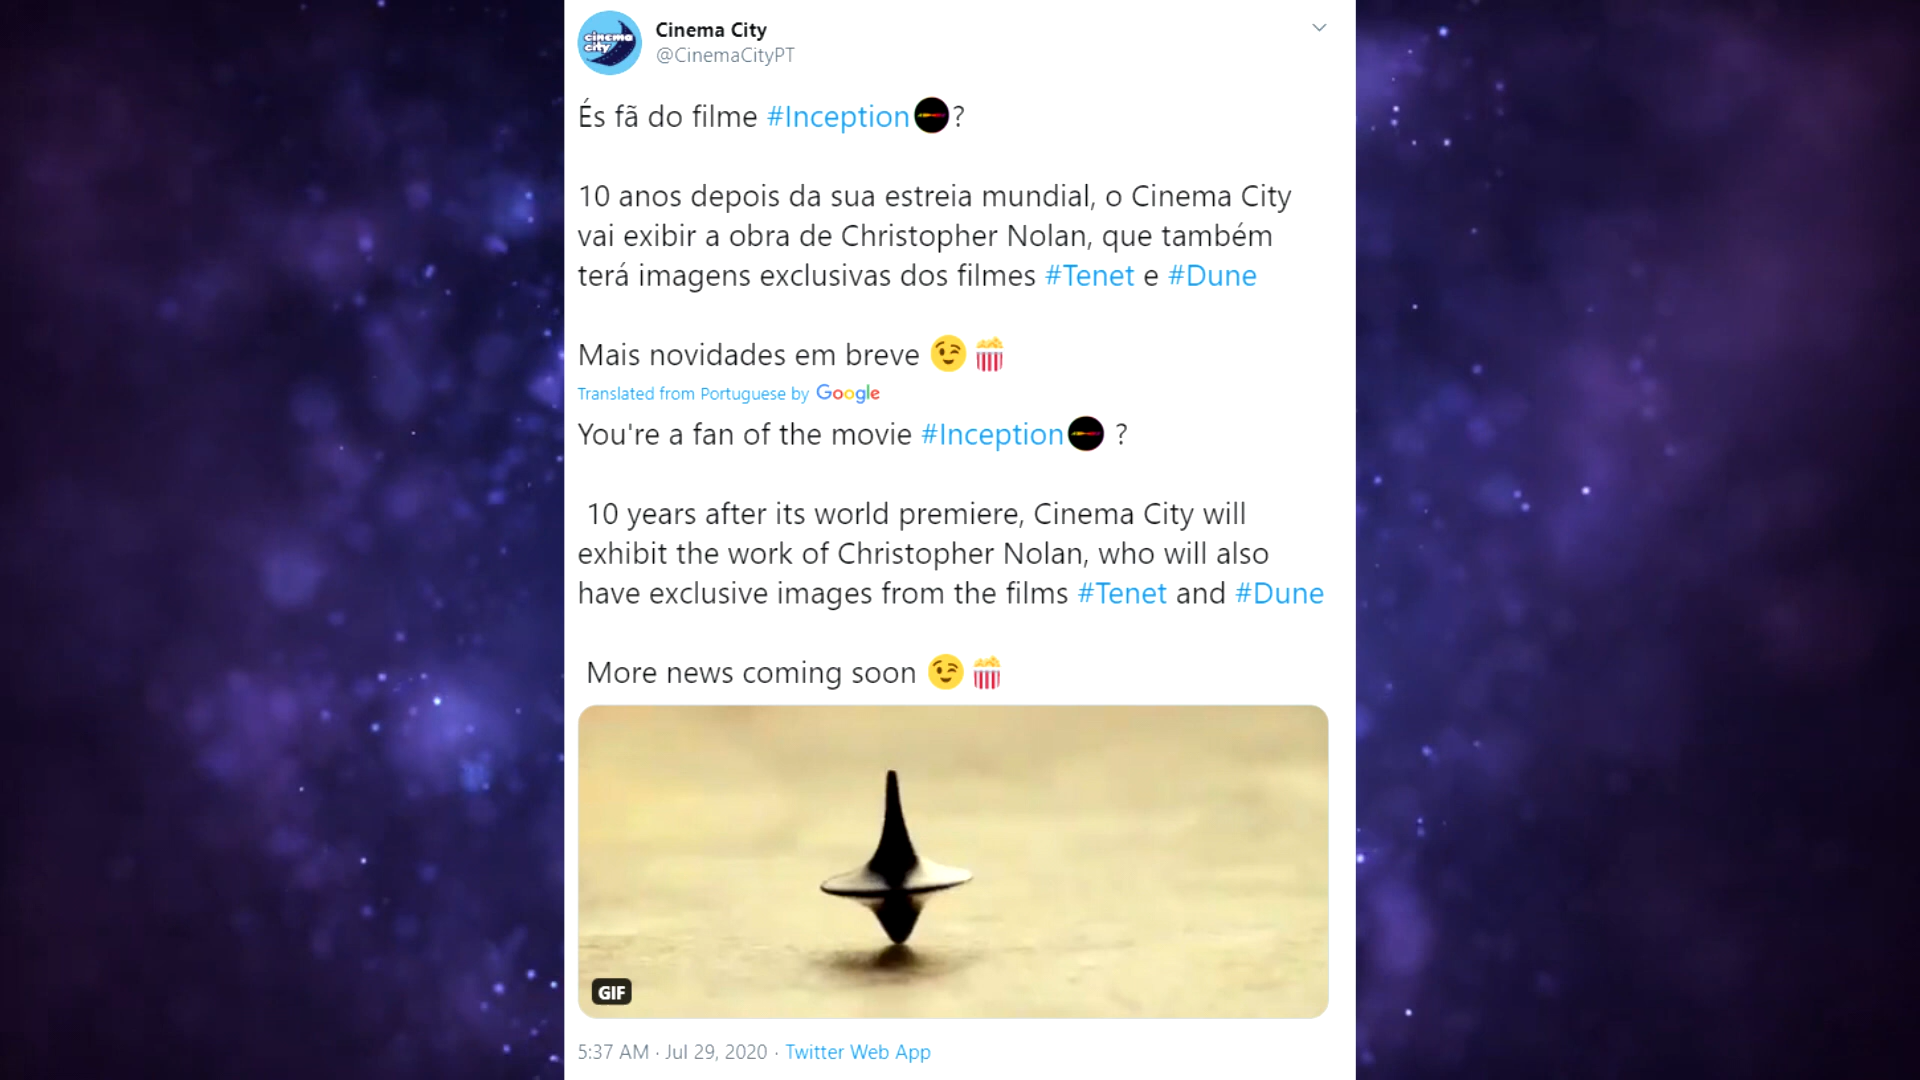 cinema
city
Cinema City
@CinemaCityPT
És fã do filme #Inception?
10 anos depois da sua estreia mundial, o Cinema City
vai exibir a obra de Christopher Nolan, que também
terá imagens exclusivas dos filmes #Tenet e #Dune
Mais novidades em breve 😉🍿
Translated from Portuguese by Google
You're a fan of the movie #Inception ?
10 years after its world premiere, Cinema City will
exhibit the work of Christopher Nolan, who will also
have exclusive images from the films #Tenet and #Dune
More news coming soon 😉🍿
GIF
5:37 AM · Jul 29, 2020 · Twitter Web App